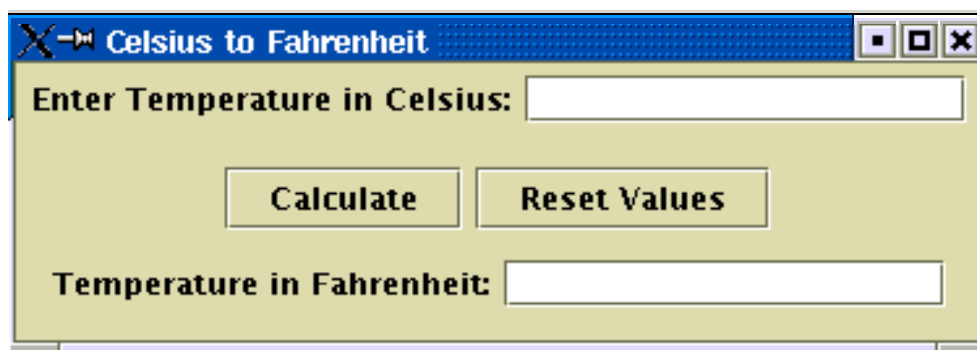 Celsius to Fahrenheit
Enter Temperature in Celsius:
Calculate Reset Values
Temperature in Fahrenheit: